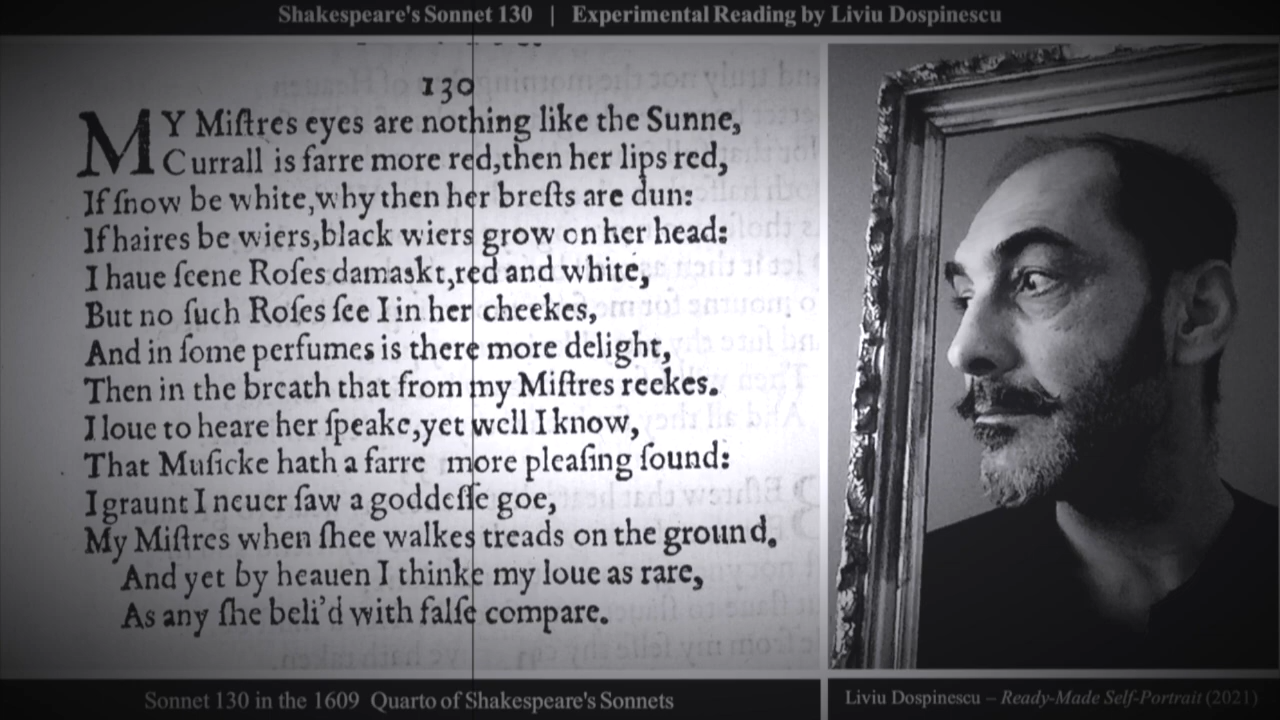 Shakespeare's Sonnet 130 | Experimental Reading by Liviu Dospinescu
130
MY Miſtres eyes are nothing like the Sunne,
Currall is farre more red,then her lips red,
If ſnow be white,why then her breſts are dun:
If haires be wiers,black wiers grow on her head:
I haue ſeene Roſes damaskt,red and white,
But no ſuch Roſes ſee I in her cheekes,
And in ſome perfumes is there more delight,
Then in the breath that from my Miſtres reekes.
I loue to heare her ſpeake,yet well I know,
That Muſicke hath a farre more pleaſing ſound:
I graunt I neuer ſaw a goddeſſe goe,
My Miſtres when ſhee walkes treads on the ground.
And yet by heauen I thinke my loue as rare,
As any ſhe beli'd with falſe compare.
Sonnet 130 in the 1609 Quarto of Shakespeare's Sonnets
Liviu Dospinescu – Ready-Made Self-Portrait (2021)